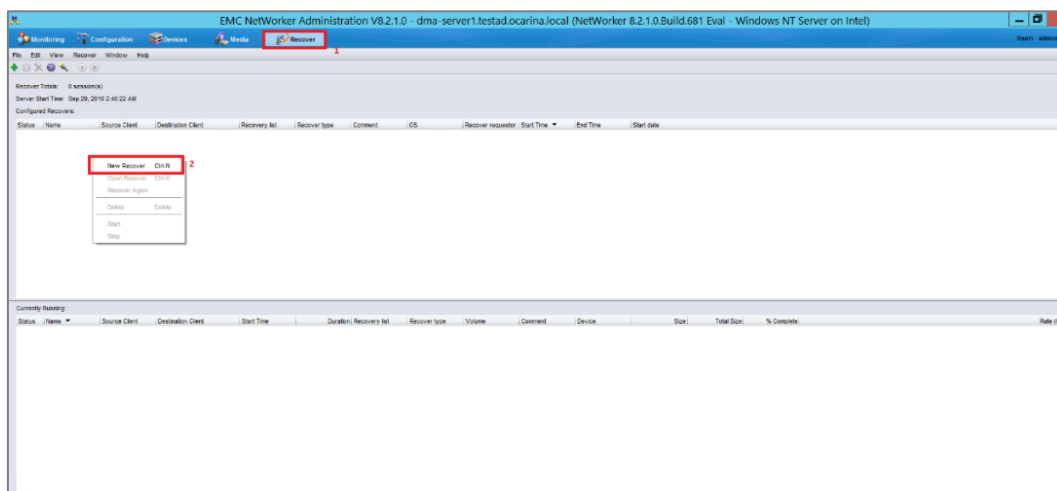 EMC NetWorker Administration V8.2.1.0 - dma-server1.testad.ocarina.local (NetWorker 8.2.1.0.Build.681 Eval - Windows NT Server on Intel)
Monitoring Configuration Devices Media Recover 1
File Edit View Recover Window Help
Recover Totals: 0 session(s)
Server Start Time: Sep 29, 2016 2:40:22 AM
Configured Recovers:
Status Name Source Client Destination Client Recovery list Recover type Comment OS Recover requestor Start Time End Time Start date
New Recover Ctrl-N 2
Open Recover Ctrl-O
Recover Again
Delete Delete
Start
Stop
Currently Running:
Status Name Source Client Destination Client Start Time Duration Recovery list Recover type Volume Comment Device Size Total Size % Complete Rate